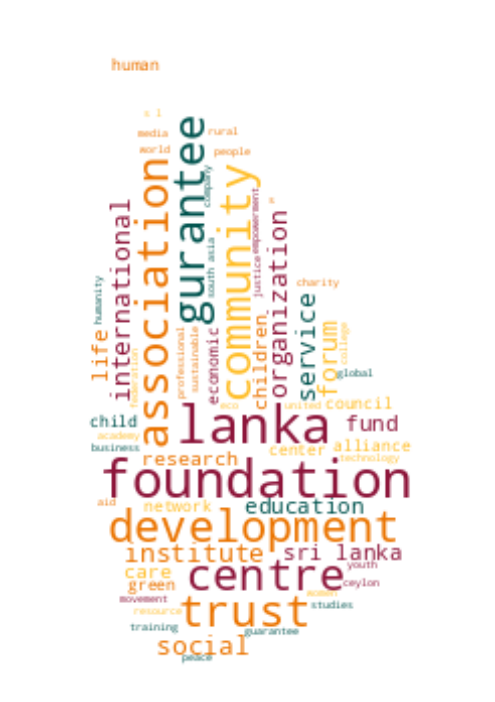 human
s l
media
rural
world
people
gurantee
company
association
community
empowerment
e
international
organization
south asia
justice
humanity
charity
service
life
professional
sustainable
economic
children
forum
college
federation
global
eco
united
council
lanka
child
fund
academy
business
center
alliance
research
technology
foundation
aid
network
education
development
institute
sri lanka
care
centre
youth
green
ceylon
women
movement
trust
resource
studies
training
guarantee
social
peace